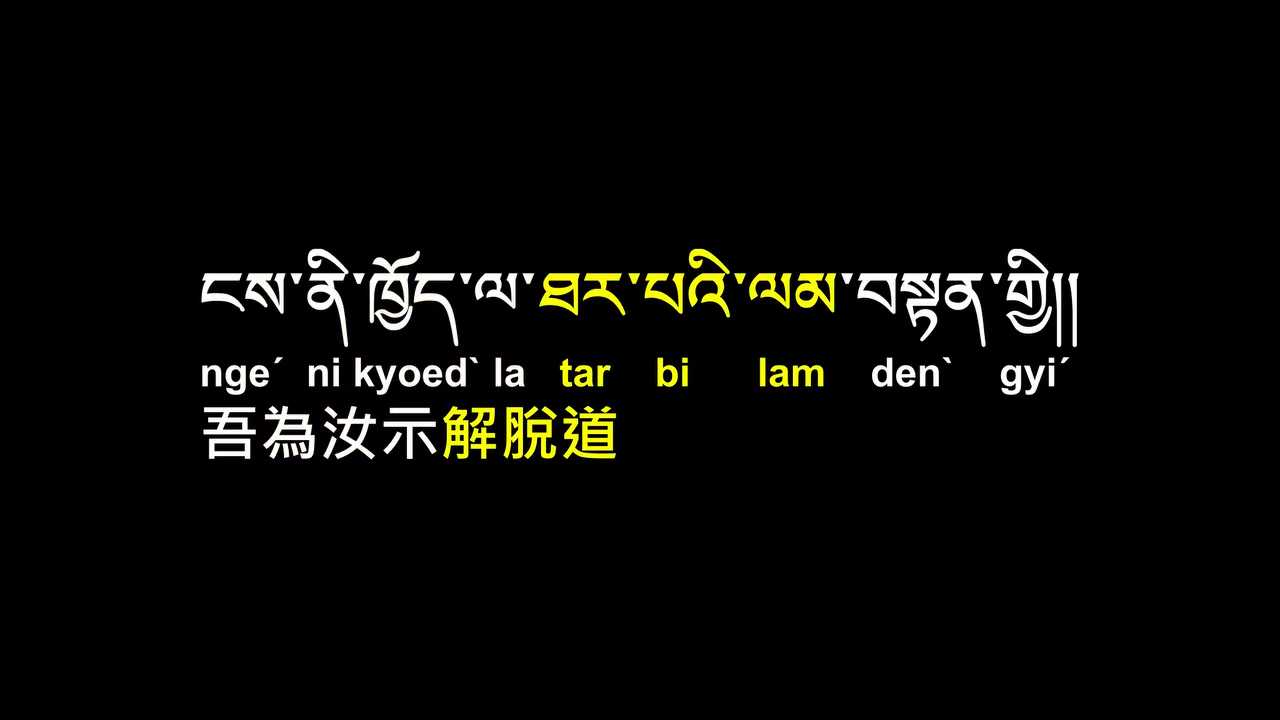 ངས་ནི་ཁྱོད་ལ་ཐར་པའི་ལམ་བསྟན་གྱི།།
nge´ ni kyoed` la tar bi lam den` gyi´
吾為汝示解脫道